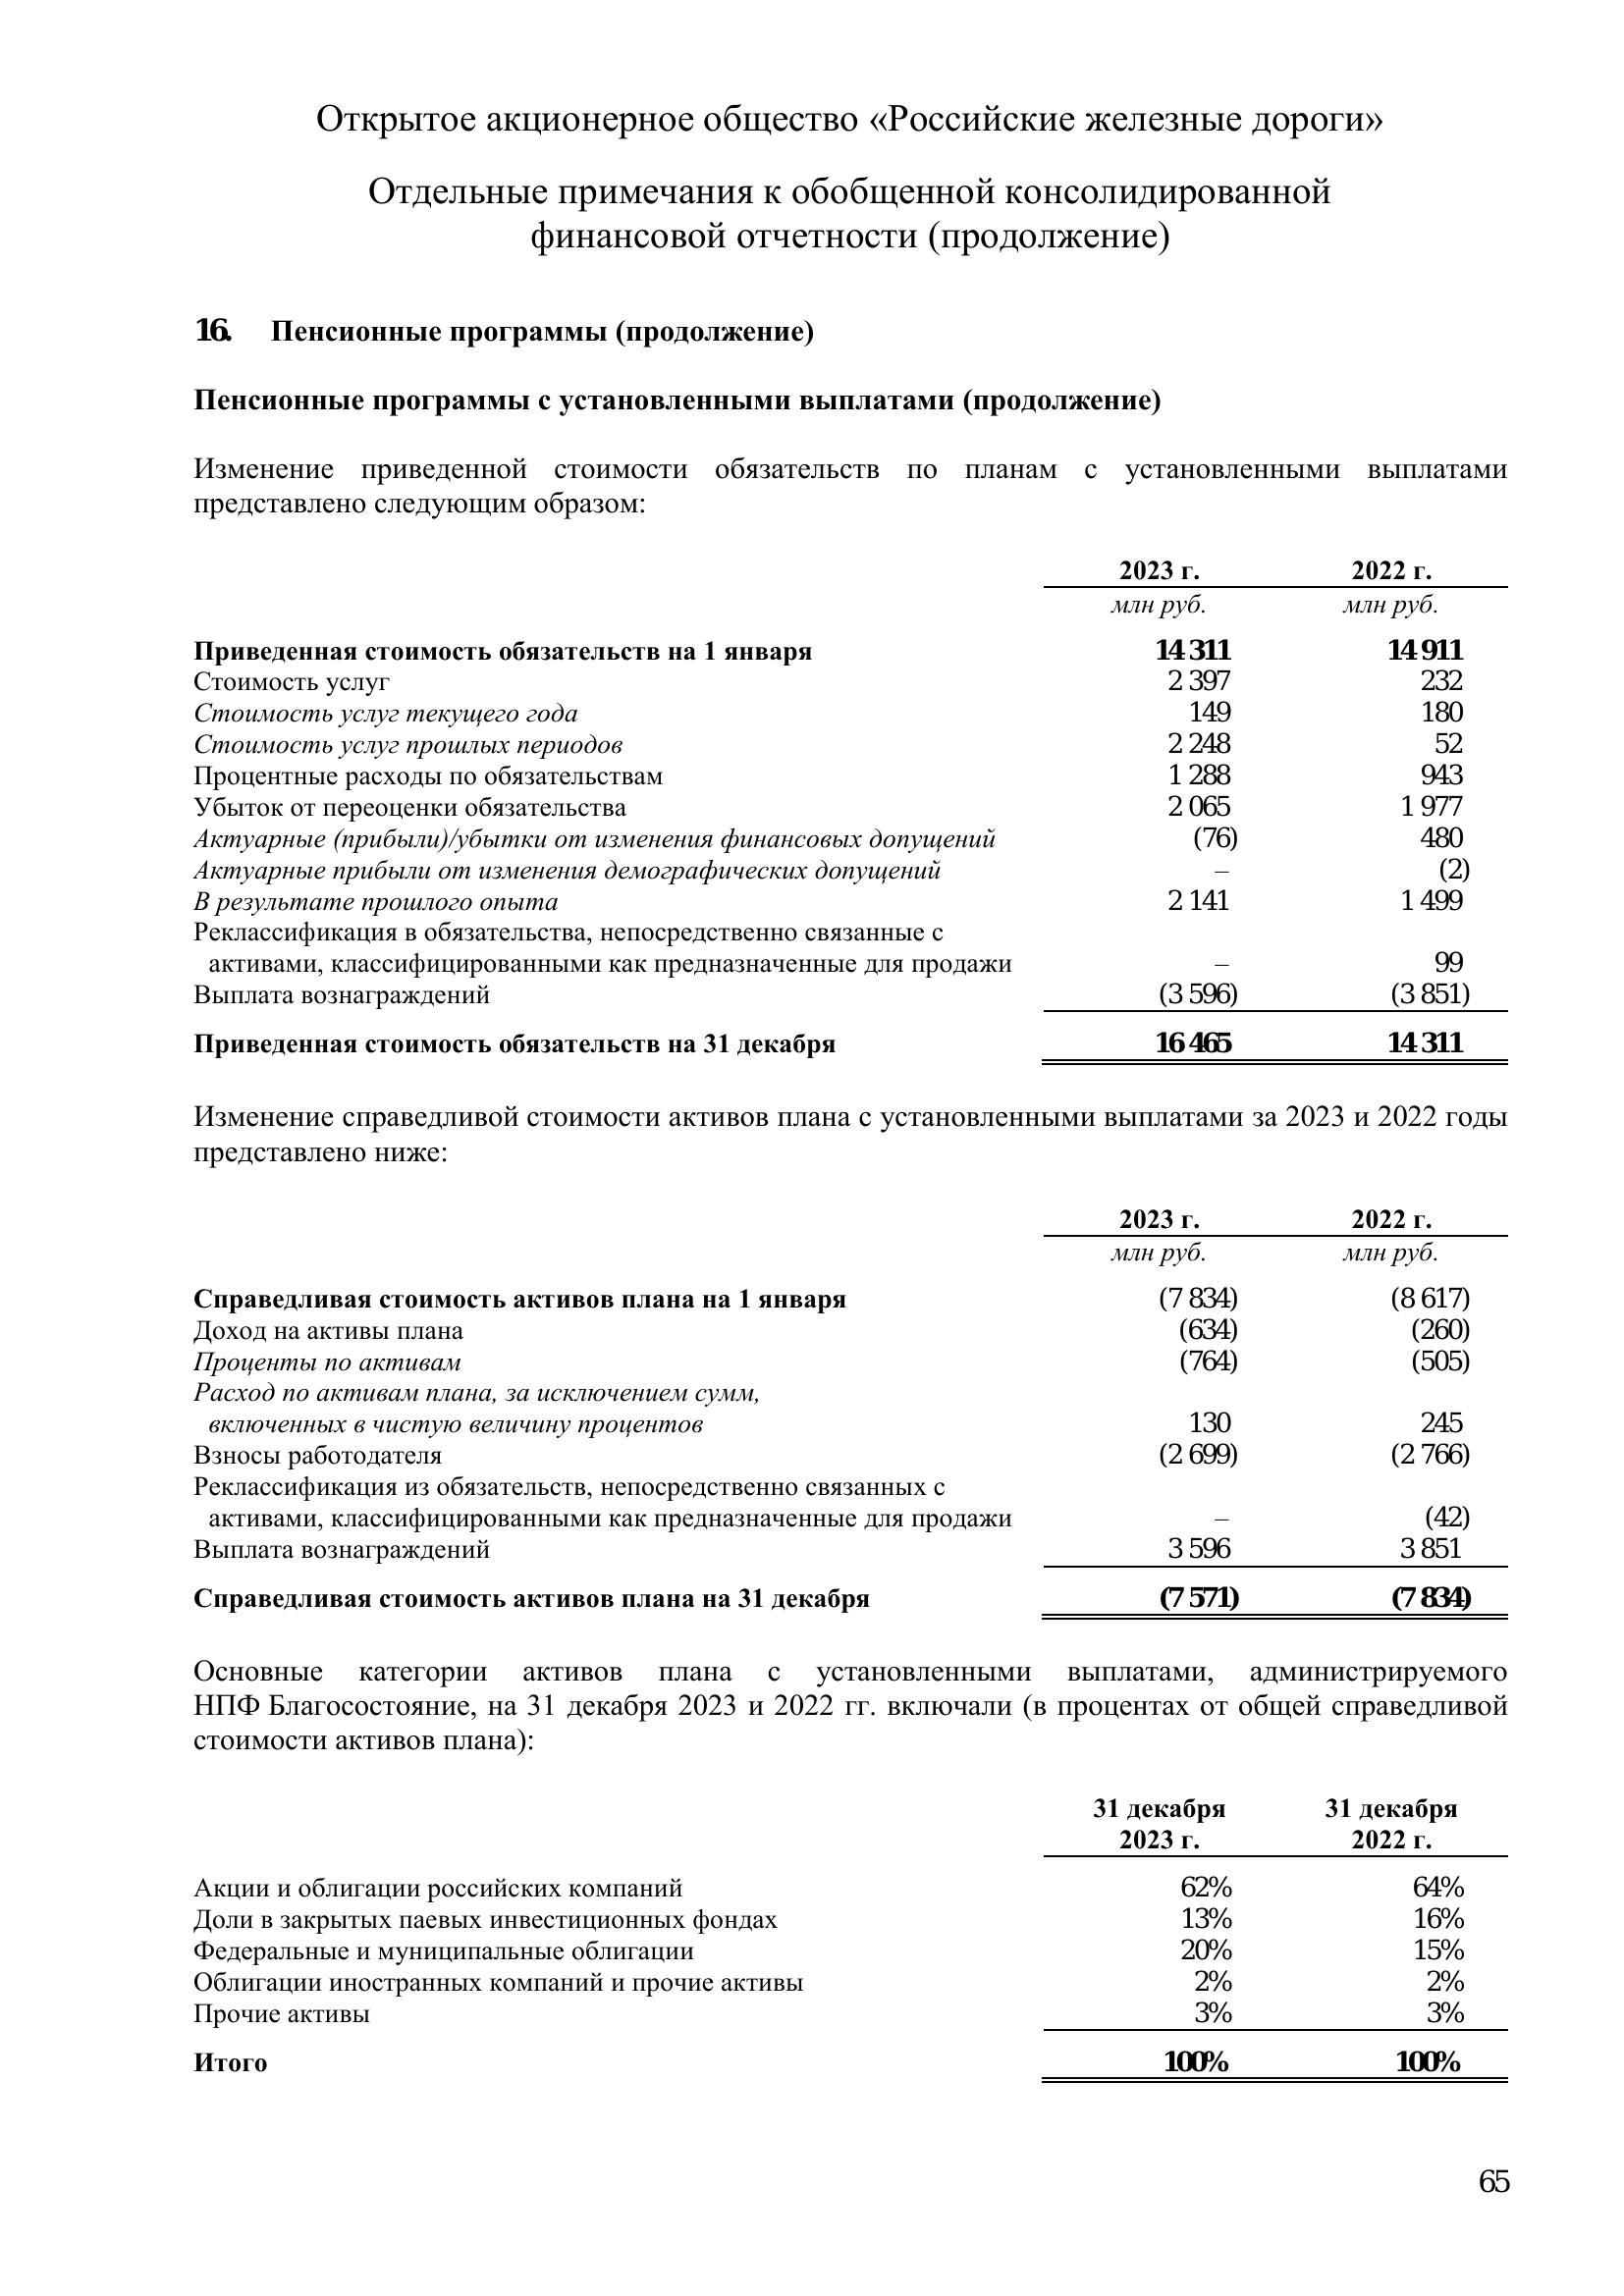 Открытое акционерное общество «Российские железные дороги»
Отдельные примечания к обобщенной консолидированной
финансовой отчетности (продолжение)
16. Пенсионные программы (продолжение)
Пенсионные программы с установленными выплатами (продолжение)
Изменение приведенной стоимости обязательств по планам с установленными выплатами
представлено следующим образом:
2023 г. 2022 г.
млн руб. млн руб.
Приведенная стоимость обязательств на 1 января 14 311 14 911
Стоимость услуг 2 397 232
Стоимость услуг текущего года 149 180
Стоимость услуг прошлых периодов 2 248 52
Процентные расходы по обязательствам 1 288 943
Убыток от переоценки обязательства 2 065 1 977
Актуарные (прибыли)/убытки от изменения финансовых допущений (76) 480
Актуарные прибыли от изменения демографических допущений – (2)
В результате прошлого опыта 2 141 1 499
Реклассификация в обязательства, непосредственно связанные с
активами, классифицированными как предназначенные для продажи – 99
Выплата вознаграждений (3 596) (3 851)
Приведенная стоимость обязательств на 31 декабря 16 465 14 311
Изменение справедливой стоимости активов плана с установленными выплатами за 2023 и 2022 годы
представлено ниже:
2023 г. 2022 г.
млн руб. млн руб.
Справедливая стоимость активов плана на 1 января (7 834) (8 617)
Доход на активы плана (634) (260)
Проценты по активам (764) (505)
Расход по активам плана, за исключением сумм,
включенных в чистую величину процентов 130 245
Взносы работодателя (2 699) (2 766)
Реклассификация из обязательств, непосредственно связанных с
активами, классифицированными как предназначенные для продажи – (42)
Выплата вознаграждений 3 596 3 851
Справедливая стоимость активов плана на 31 декабря (7 571) (7 834)
Основные категории активов плана с установленными выплатами, администрируемого
НПФ Благосостояние, на 31 декабря 2023 и 2022 гг. включали (в процентах от общей справедливой
стоимости активов плана):
31 декабря 31 декабря
2023 г. 2022 г.
Акции и облигации российских компаний 62% 64%
Доли в закрытых паевых инвестиционных фондах 13% 16%
Федеральные и муниципальные облигации 20% 15%
Облигации иностранных компаний и прочие активы 2% 2%
Прочие активы 3% 3%
Итого 100% 100%
65